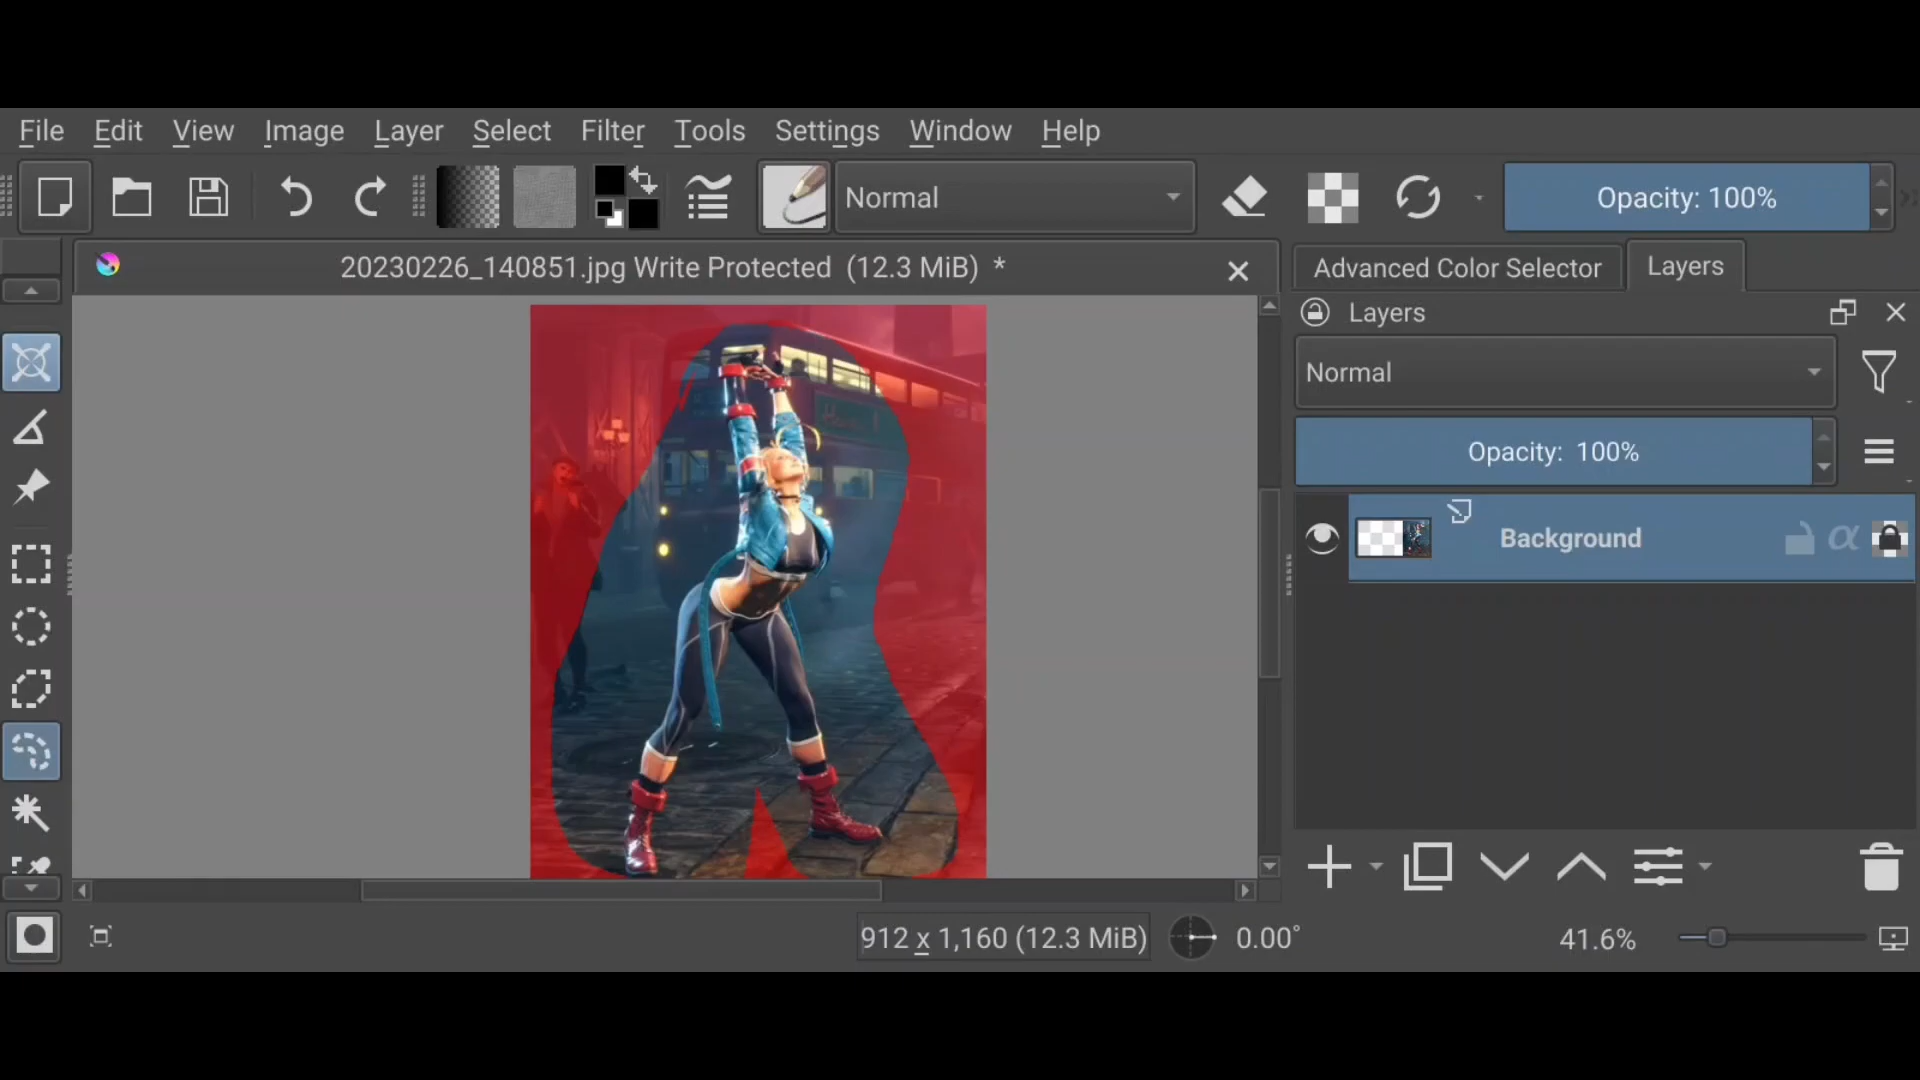 File Edit View Image Layer Select Filter Tools Settings Window Help
Normal
Opacity: 100%
20230226_140851.jpg Write Protected (12.3 MiB) *
Advanced Color Selector
Layers
Layers
Normal
Opacity: 100%
Background
α
912 x 1,160 (12.3 MiB)
0.00°
41.6%